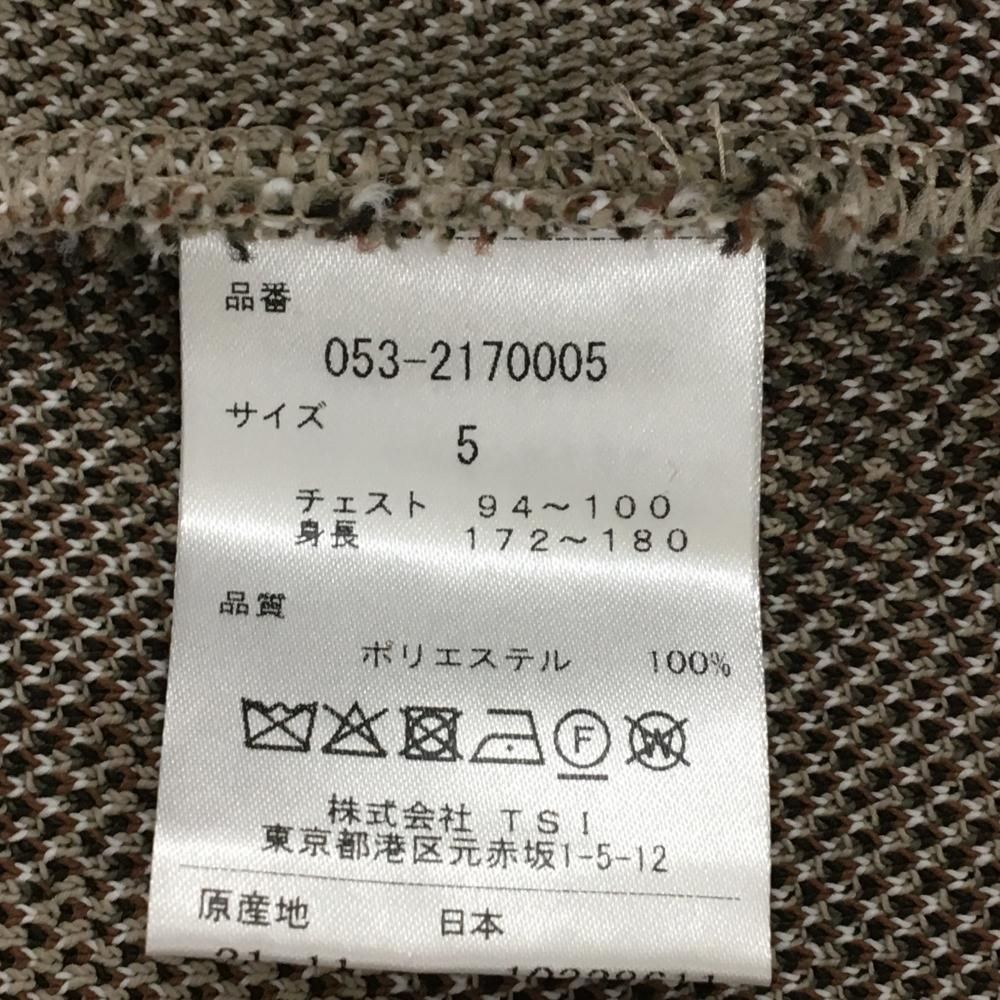 品番
053-2170005
サイズ
5
チェスト 94～100
身長 172～180
品質
ポリエステル 100%
F
W
株式会社 TSI
東京都港区元赤坂1-5-12
原産地 日本